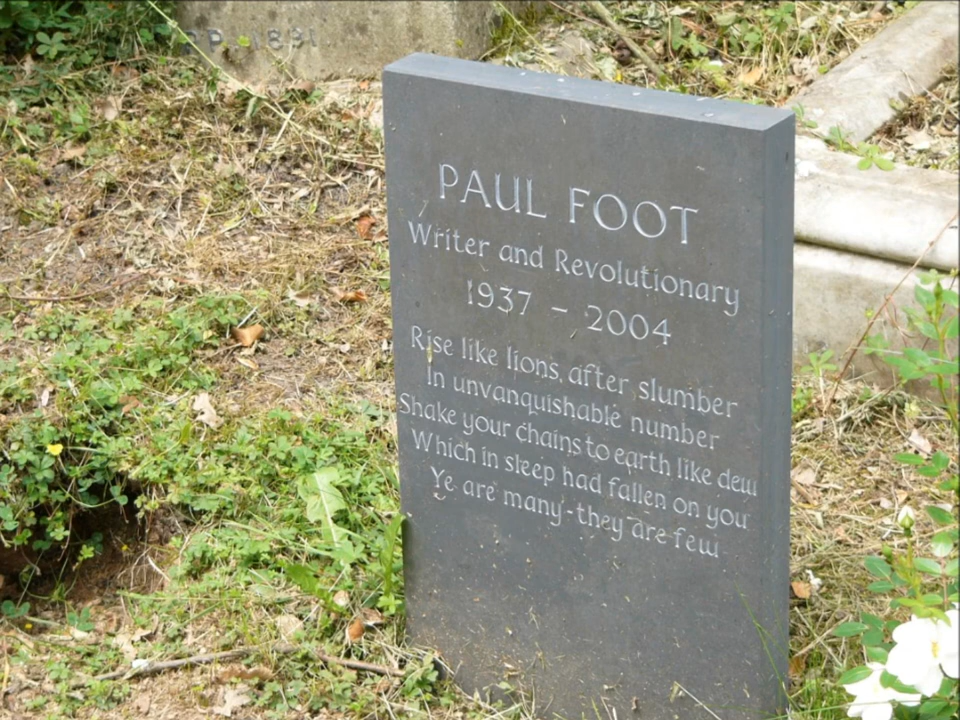 1881
PAUL FOOT
Writer and Revolutionary
1937 – 2004
Rise like lions, after slumber
In unvanquishable number
Shake your chains to earth like dew
Which in sleep had fallen on you
Ye are many - they are few